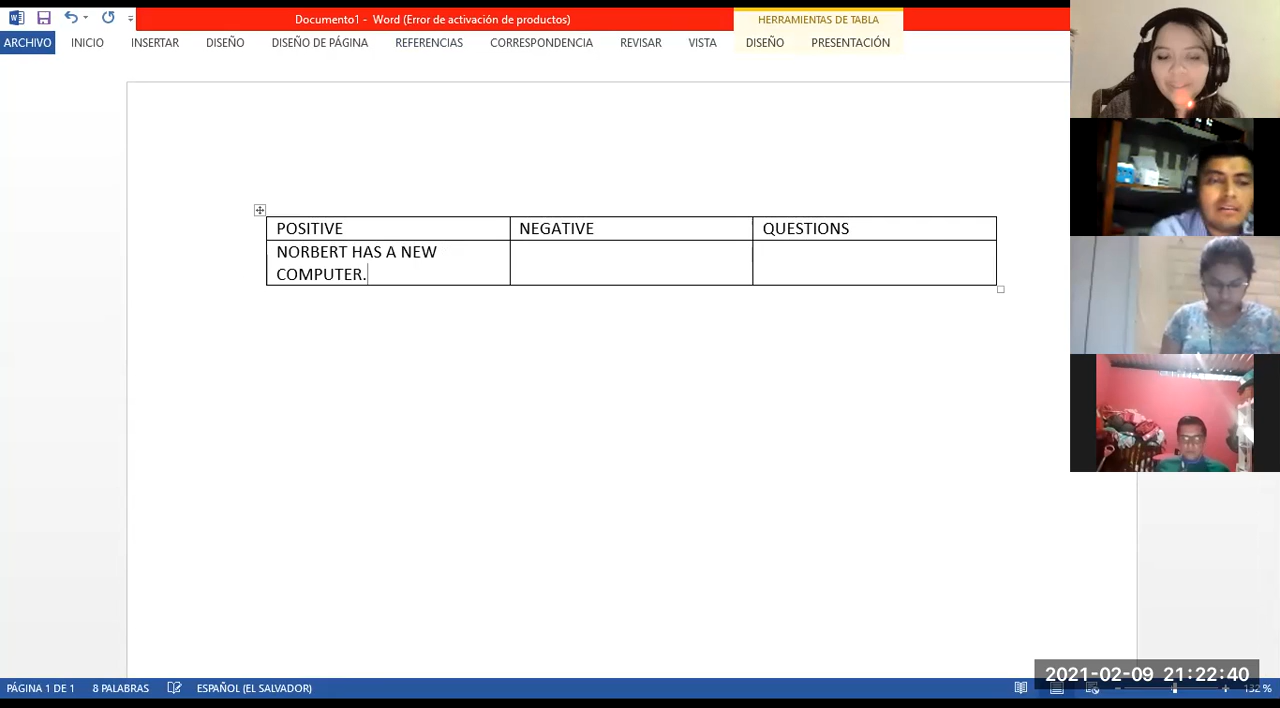 Documento1 - Word (Error de activación de productos)
HERRAMIENTAS DE TABLA
ARCHIVO INICIO INSERTAR DISEÑO DISEÑO DE PÁGINA REFERENCIAS CORRESPONDENCIA REVISAR VISTA DISEÑO PRESENTACIÓN
POSITIVE NEGATIVE QUESTIONS
NORBERT HAS A NEW
COMPUTER.
2021-02-09 21:22:40
PÁGINA 1 DE 1 8 PALABRAS ESPAÑOL (EL SALVADOR) 132 %